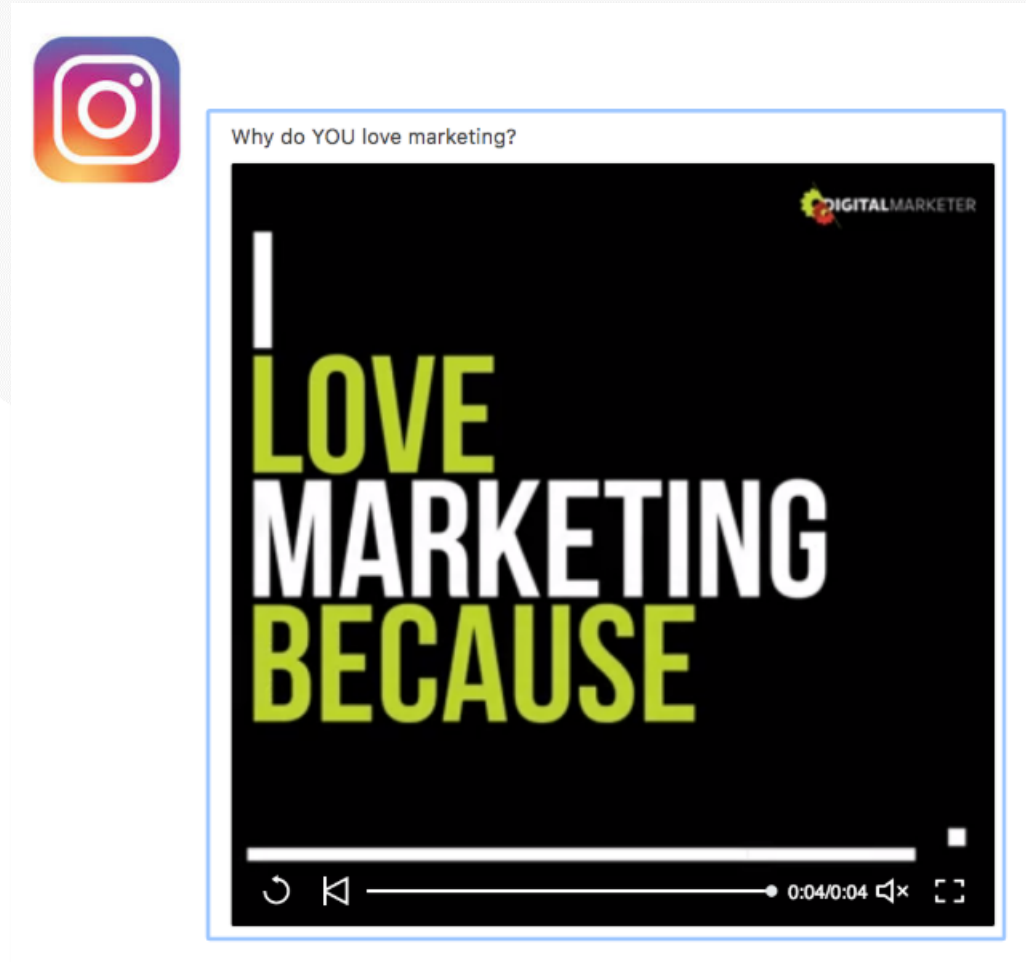 Why do YOU love marketing?
DIGITALMARKETER
I
LOVE
MARKETING
BECAUSE
0:04/0:04